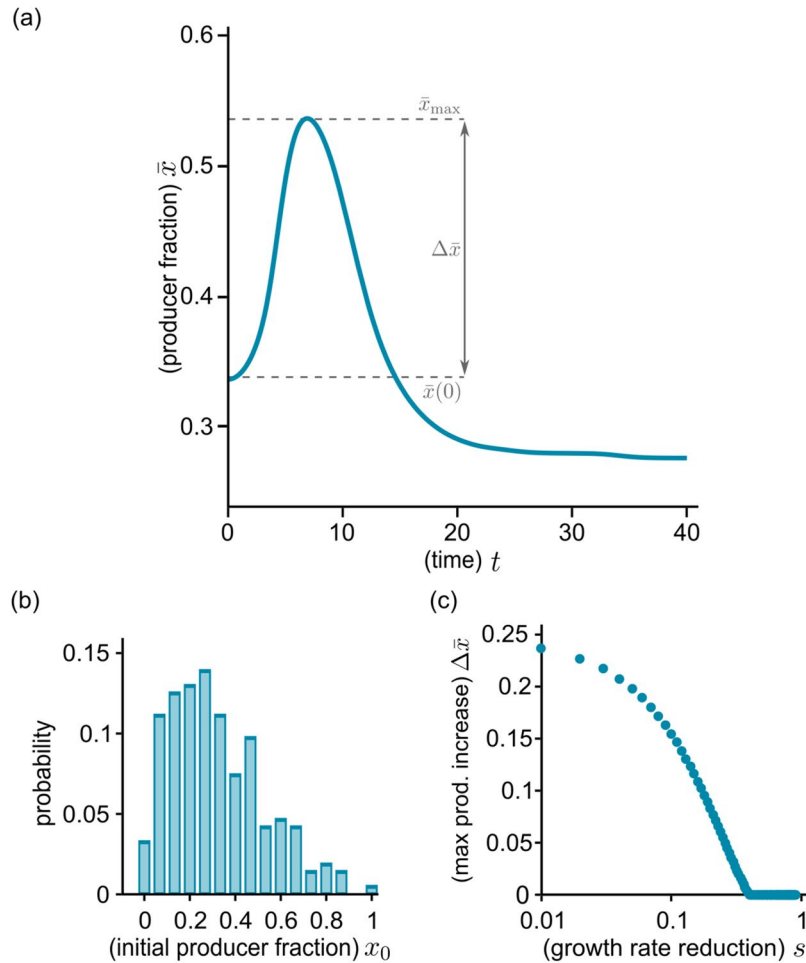 (a)
0.6
0.5
0.4
0.3
(producer fraction) x̄
x̄max
Δx̄
x̄(0)
0 10 20 30 40
(time) t
(b)
0.15
0.1
0.05
0
probability
0 0.2 0.4 0.6 0.8 1
(initial producer fraction) x₀
(c)
0.25
0.2
0.15
0.1
0.05
0
(max prod. increase) Δx̄
0.01 0.1 1
(growth rate reduction) s